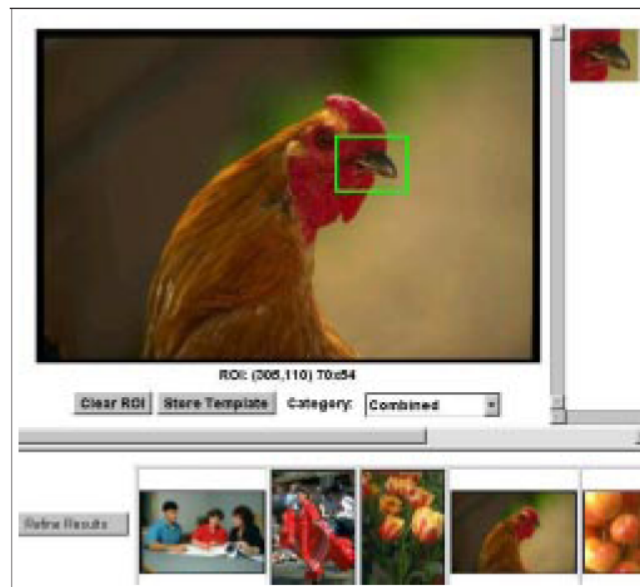 ROI: (305,110) 70x54
Clear ROI Store Template Category: Combined
Refine Results